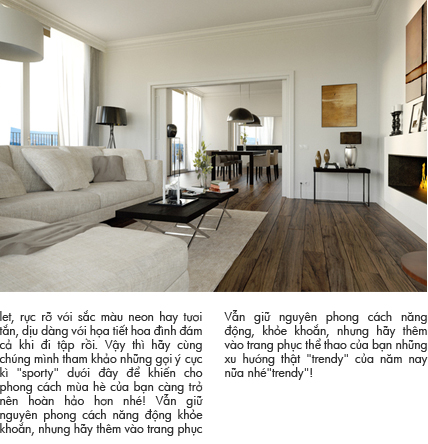 let, rực rỡ với sắc màu neon hay tươi
tắn, dịu dàng với họa tiết hoa đính đám
cả khi đi tập rồi. Vậy thì hãy cùng
chúng mình tham khảo những gợi ý cực
kì "sporty" dưới đây để khiến cho
phong cách mùa hè của bạn càng trở
nên hoàn hảo hơn nhé! Vẫn giữ
nguyên phong cách năng động khỏe
khoắn, nhưng hãy thêm vào trang phục
Vẫn giữ nguyên phong cách năng
động, khỏe khoắn, nhưng hãy thêm
vào trang phục thể thao của bạn những
xu hướng thật "trendy" của năm nay
nữa nhé"trendy"!